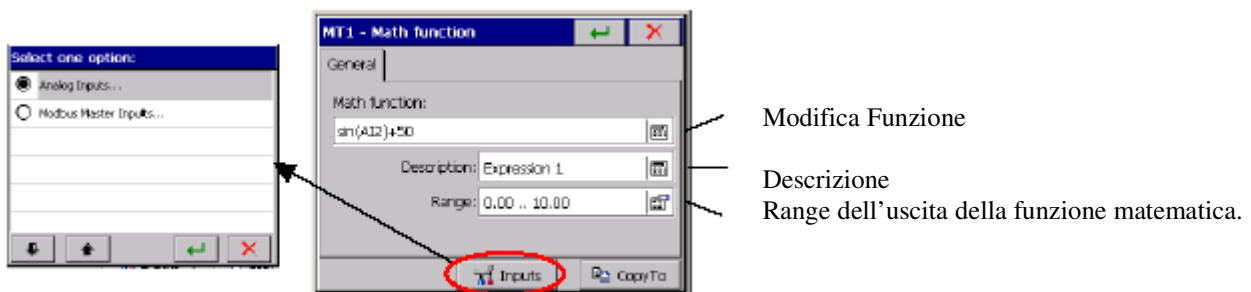 Select one option:
Analog Inputs...
Modbus Master Inputs...
MT1 - Math function
General
Math function:
sin(AI2)+50
Description: Expression 1
Range: 0.00 .. 10.00
Inputs
CopyTo
Modifica Funzione
Descrizione
Range dell'uscita della funzione matematica.